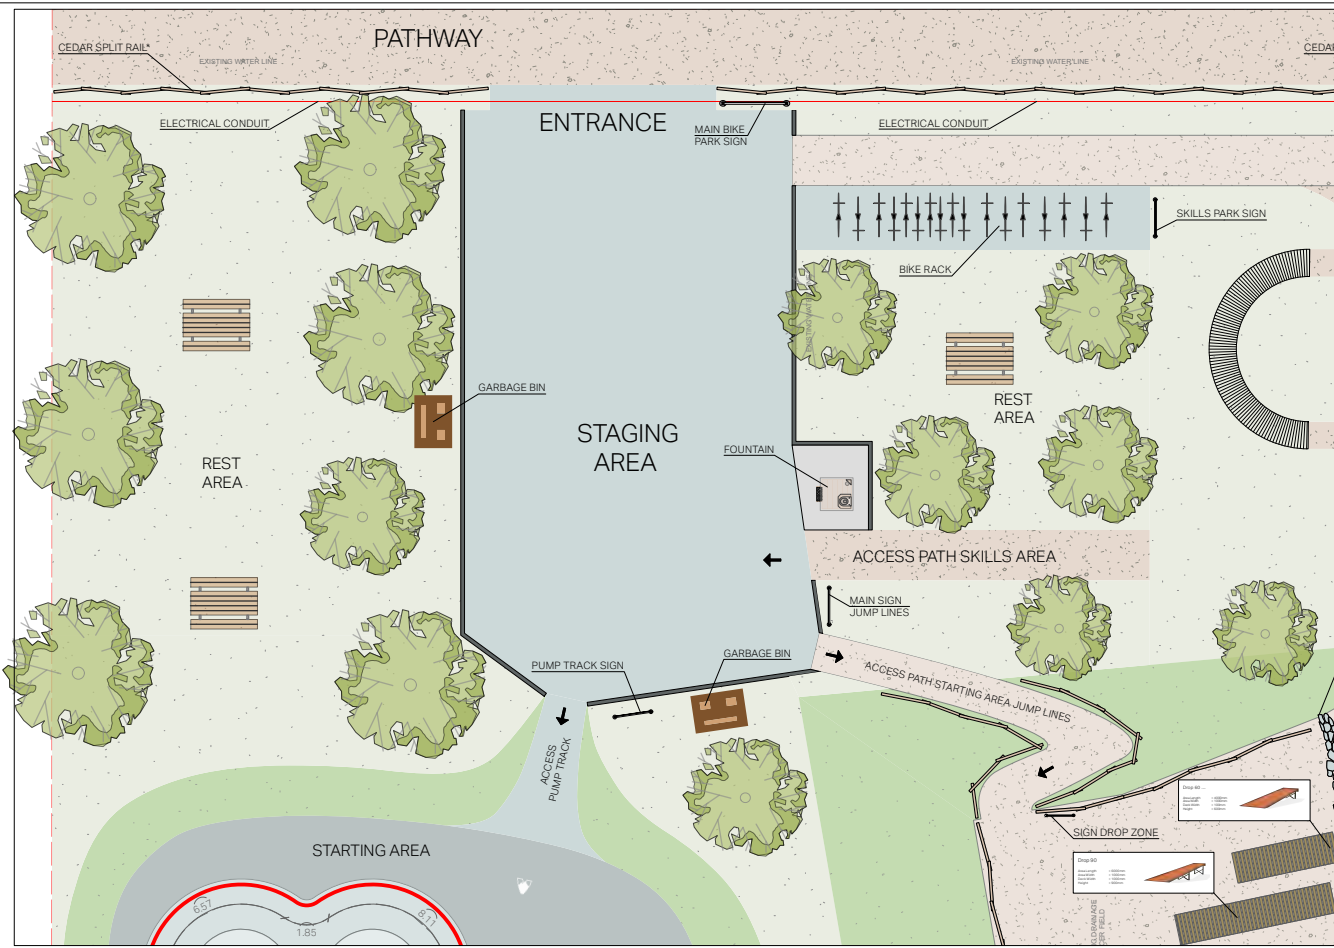 PATHWAY
CEDAR SPLIT RAIL*
CEDAR
EXISTING WATER LINE
EXISTING WATER LINE
ELECTRICAL CONDUIT
ENTRANCE
MAIN BIKE
PARK SIGN
ELECTRICAL CONDUIT
SKILLS PARK SIGN
BIKE RACK
GARBAGE BIN
REST
AREA
STAGING
AREA
FOUNTAIN
REST
AREA
ACCESS PATH SKILLS AREA
MAIN SIGN
JUMP LINES
PUMP TRACK SIGN
GARBAGE BIN
ACCESS PATH STARTING AREA JUMP LINES
ACCESS
PUMP TRACK
SIGN DROP ZONE
STARTING AREA
Drop 60
Drop 90
6.57
1.85
8.11